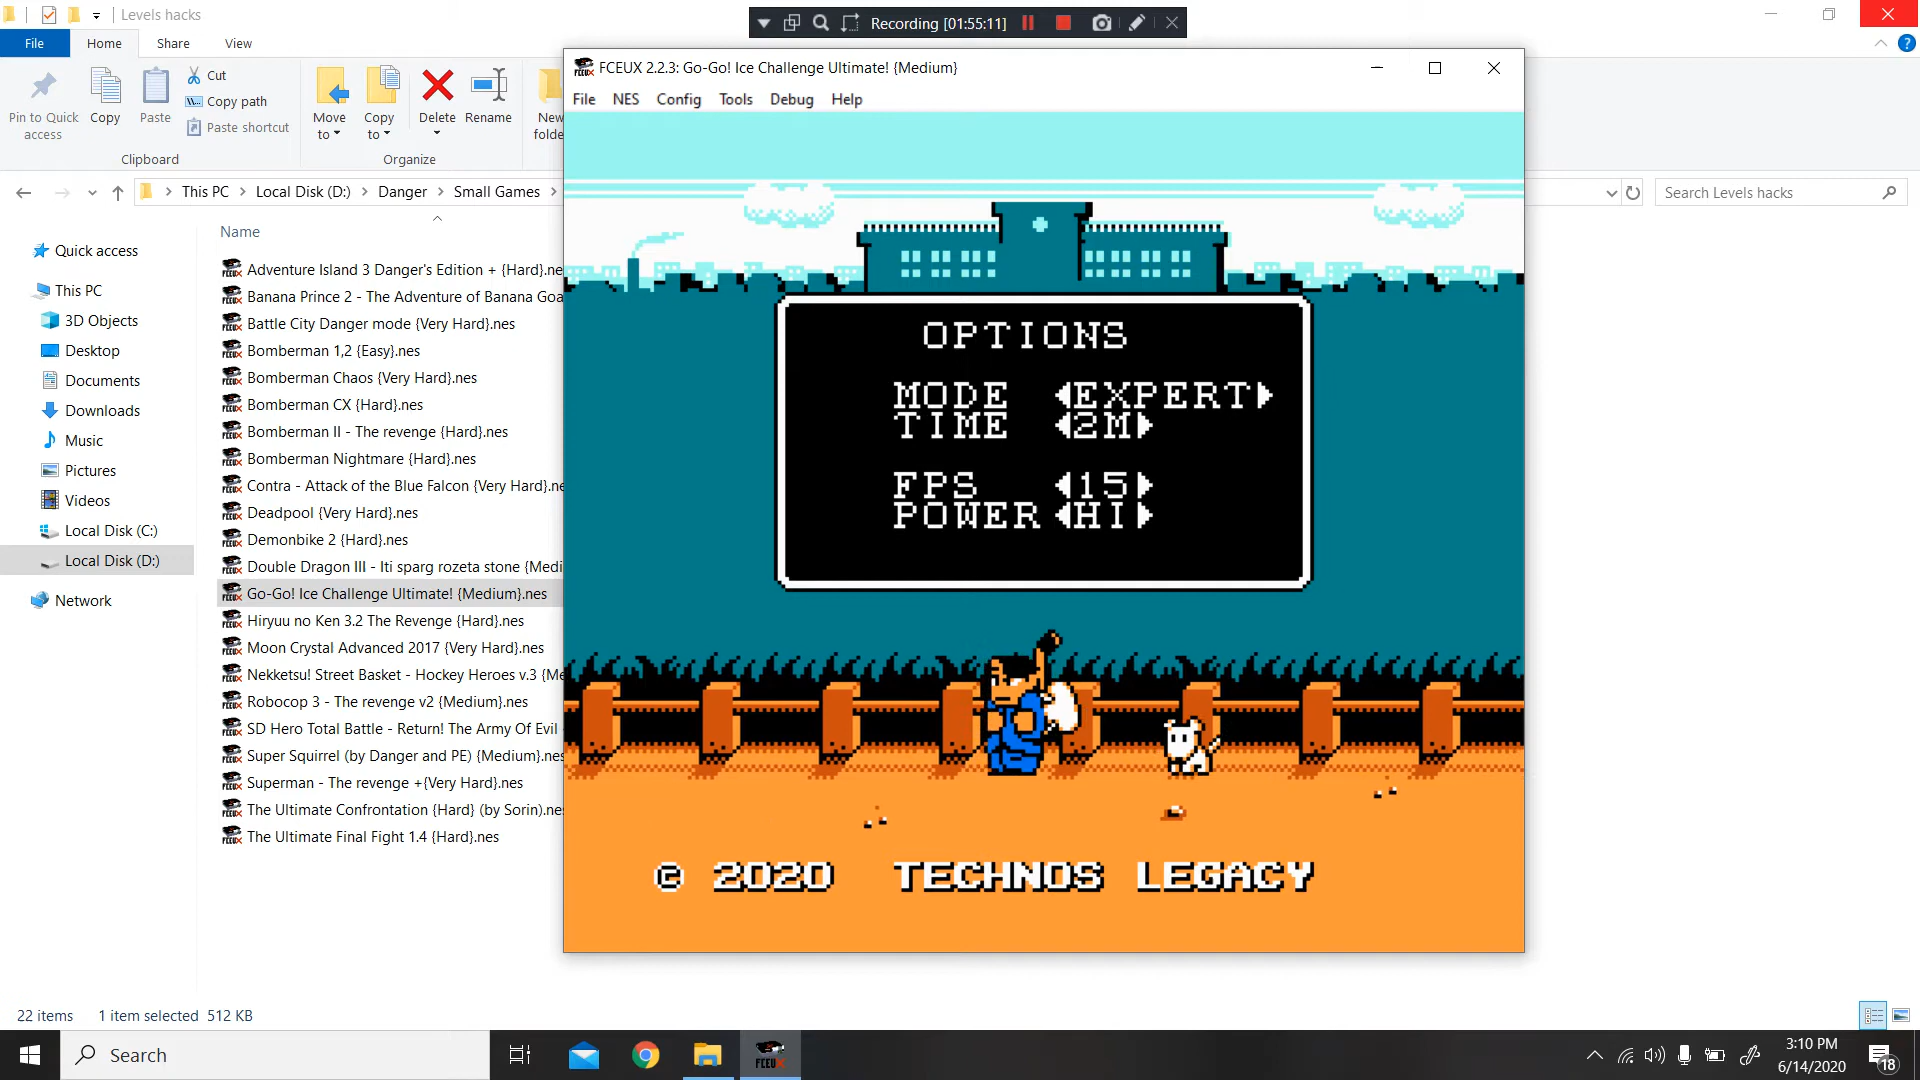 Levels hacks
Recording [01:55:11]
File
Home
Share
View
Pin to Quick access
Copy
Paste
Cut
Copy path
Paste shortcut
Move to
Copy to
Delete
Rename
New
folde
Clipboard
Organize
This PC
Local Disk (D:)
Danger
Small Games
Search Levels hacks
Name
Quick access
This PC
3D Objects
Desktop
Documents
Downloads
Music
Pictures
Videos
Local Disk (C:)
Local Disk (D:)
Network
Adventure Island 3 Danger's Edition + {Hard}.ne
Banana Prince 2 - The Adventure of Banana Goa
Battle City Danger mode {Very Hard}.nes
Bomberman 1,2 {Easy}.nes
Bomberman Chaos {Very Hard}.nes
Bomberman CX {Hard}.nes
Bomberman II - The revenge {Hard}.nes
Bomberman Nightmare {Hard}.nes
Contra - Attack of the Blue Falcon {Very Hard}.ne
Deadpool {Very Hard}.nes
Demonbike 2 {Hard}.nes
Double Dragon III - Iti sparg rozeta stone {Medi
Go-Go! Ice Challenge Ultimate! {Medium}.nes
Hiryuu no Ken 3.2 The Revenge {Hard}.nes
Moon Crystal Advanced 2017 {Very Hard}.nes
Nekketsu! Street Basket - Hockey Heroes v.3 {Me
Robocop 3 - The revenge v2 {Medium}.nes
SD Hero Total Battle - Return! The Army Of Evil
Super Squirrel (by Danger and PE) {Medium}.nes
Superman - The revenge +{Very Hard}.nes
The Ultimate Confrontation {Hard} (by Sorin).nes
The Ultimate Final Fight 1.4 {Hard}.nes
FCEUX 2.2.3: Go-Go! Ice Challenge Ultimate! {Medium}
File NES Config Tools Debug Help
OPTIONS
MODE EXPERT
TIME 2M
FPS 15
POWER HI
© 2020 TECHNOS LEGACY
22 items
1 item selected 512 KB
Search
FCEUX
3:10 PM
6/14/2020
18